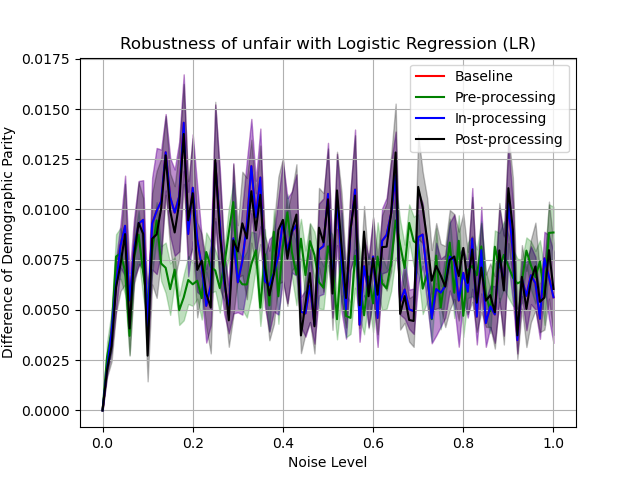 Robustness of unfair with Logistic Regression (LR)
Difference of Demographic Parity
0.0175
0.0150
0.0125
0.0100
0.0075
0.0050
0.0025
0.0000
Baseline
Pre-processing
In-processing
Post-processing
0.0 0.2 0.4 0.6 0.8 1.0
Noise Level